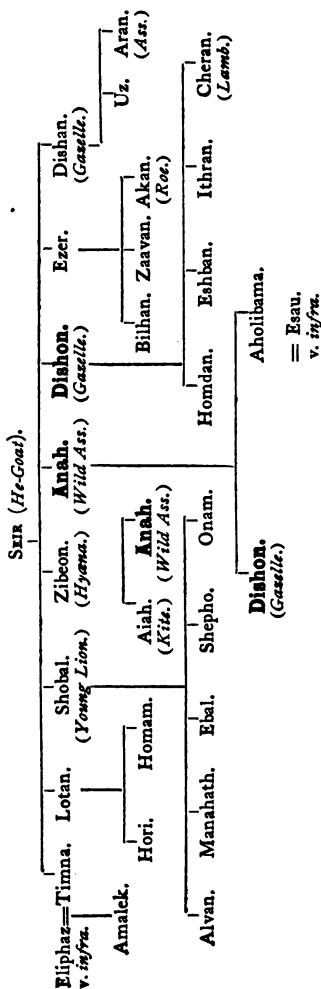 SEIR (He-Goat).
Eliphaz=Timna. Lotan. Shobal. Zibeon. Anah. Dishon. Ezer. Dishan.
v. infra. (Young Lion.) (Hyæna.) (Wild Ass.) (Gazelle.) (Gazelle.)
Amalek. Hori. Homam. Aiah. Anah. Bilhan. Zaavan. Akan. Uz. Aran.
(Kite.) (Wild Ass.) (Roe.) (Ass.)
Alvan. Manahath. Ebal. Shepho. Onam. Homdan. Eshban. Ithran. Cheran.
(Lamb.)
Dishon. Aholibama.
(Gazelle.)
= Esau.
v. infra.